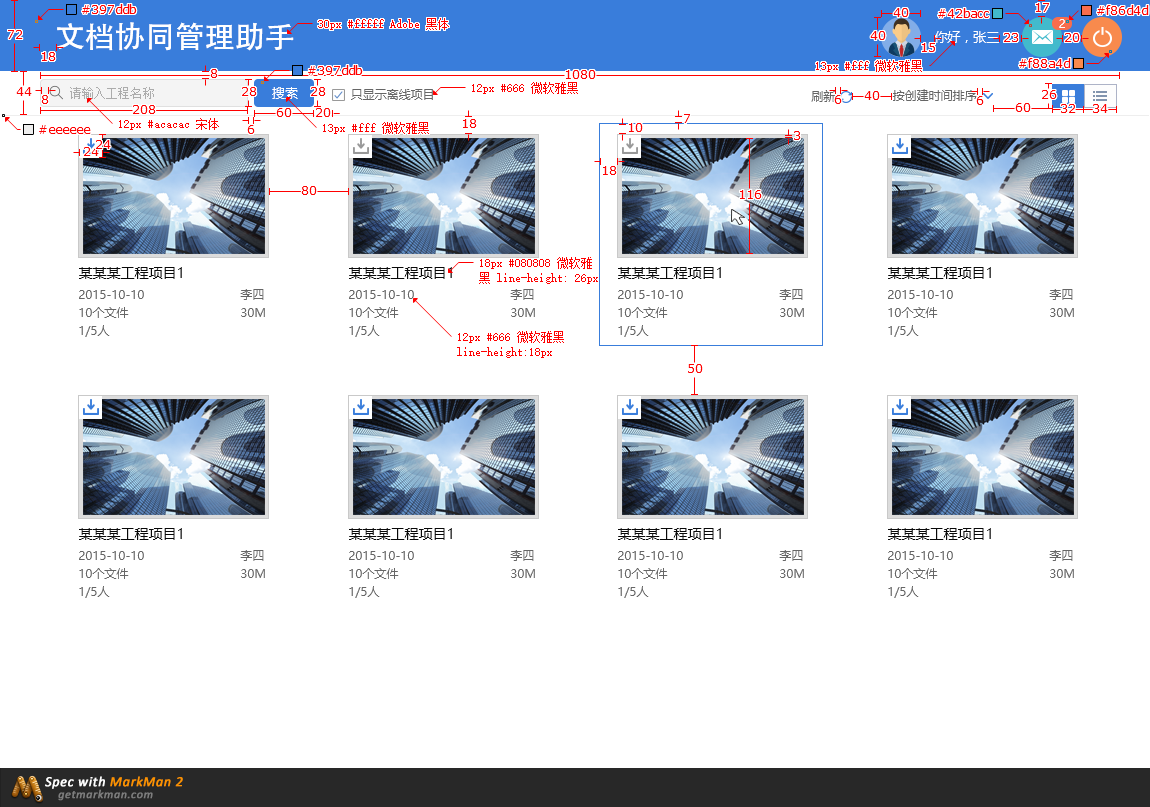 #397ddb
72
文档协同管理助手
30px #fffff Adobe 黑体
18
40
40
15
你好，张三
23
#42bacc
17
2
20
#f86d4d
#f88a4d
13px #fff 微软雅黑
8
#397ddb
1080
44
8
请输入工程名称
28
搜索
28
只显示离线项目
12px #666 微软雅黑
刷新
6
40
按创建时间排序
6
26
60
32
34
208
60
20
6
12px #acacac 宋体
13px #fff 微软雅黑
18
#eeeeee
24
24
80
10
7
3
18
116
某某某工程项目1
2015-10-10 李四
10个文件 30M
1/5人
某某某工程项目1
2015-10-10 李四
10个文件 30M
1/5人
18px #080808 微软雅
黑 line-height: 26px
12px #666 微软雅黑
line-height:18px
某某某工程项目1
2015-10-10 李四
10个文件 30M
1/5人
某某某工程项目1
2015-10-10 李四
10个文件 30M
1/5人
50
某某某工程项目1
2015-10-10 李四
10个文件 30M
1/5人
某某某工程项目1
2015-10-10 李四
10个文件 30M
1/5人
某某某工程项目1
2015-10-10 李四
10个文件 30M
1/5人
某某某工程项目1
2015-10-10 李四
10个文件 30M
1/5人
Spec with MarkMan 2
getmarkman.com